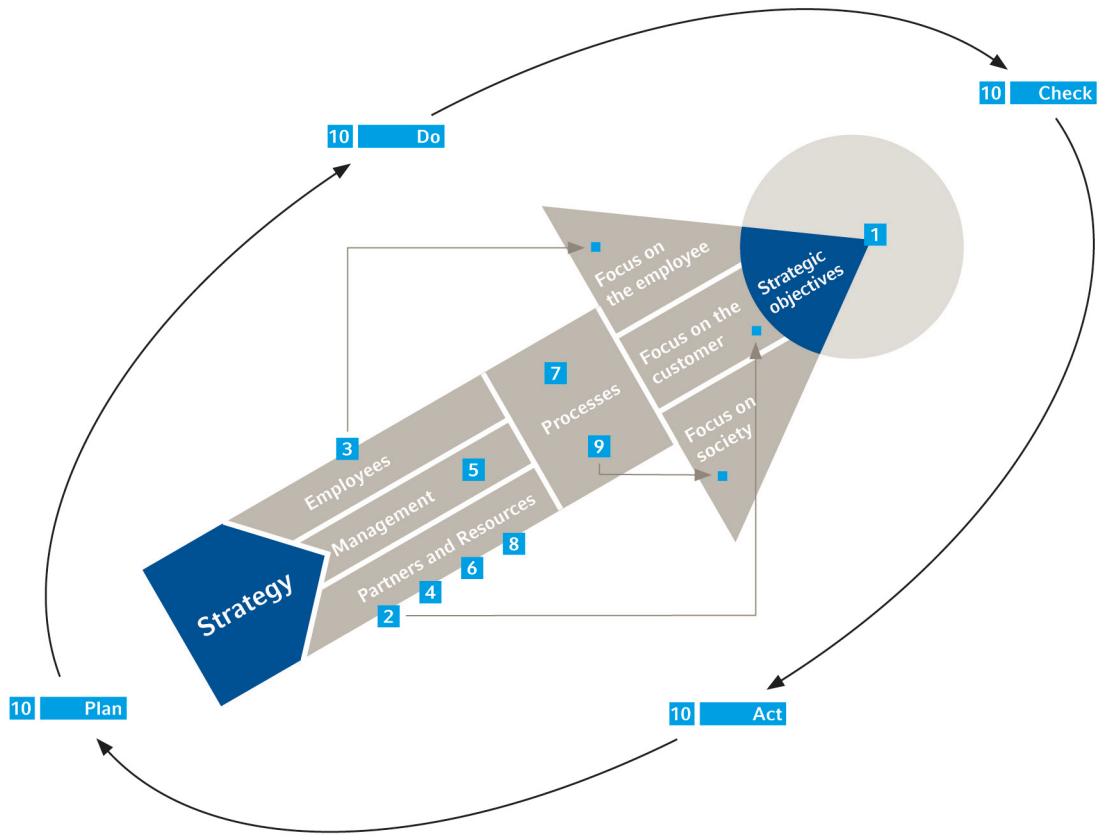 10 Check
10 Do
1
Focus on
the employee
Strategic
objectives
Focus on the
customer
7
Processes
Focus on
society
9
3
Employees
5
Management
8
Partners and Resources
6
4
2
Strategy
10 Plan
10 Act